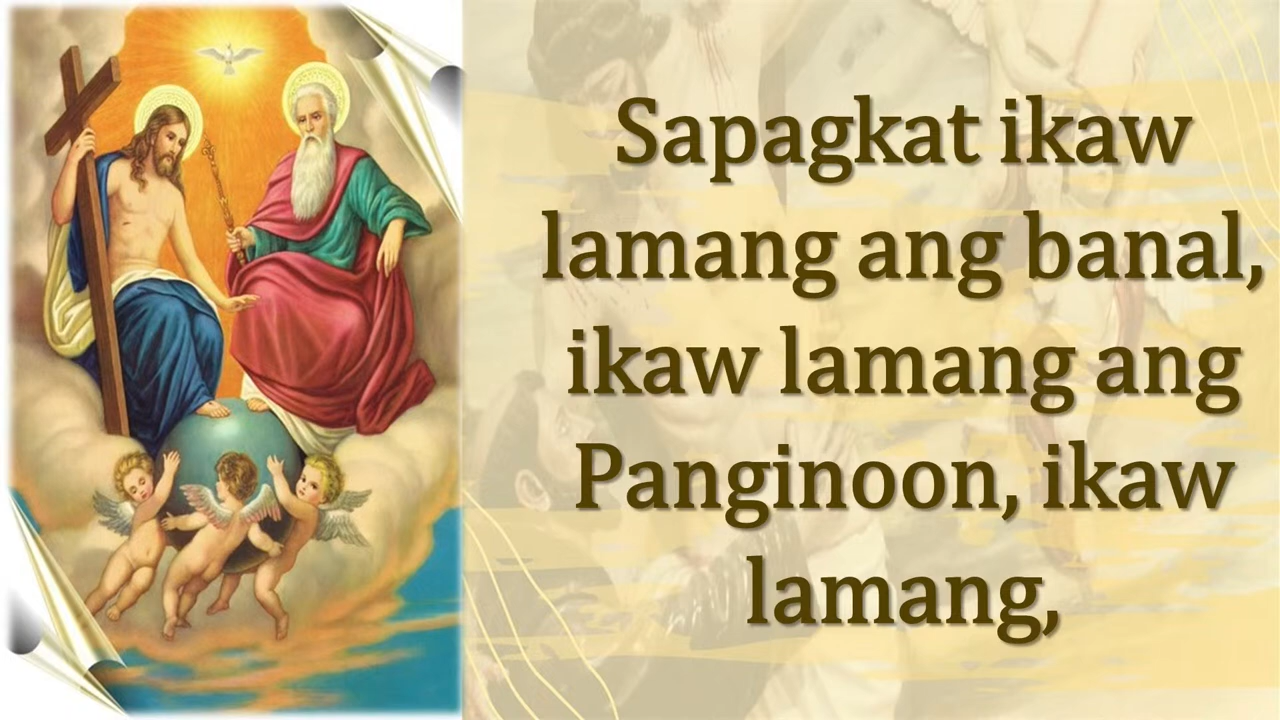 Sapagkat ikaw
lamang ang banal,
ikaw lamang ang
Panginoon, ikaw
lamang,